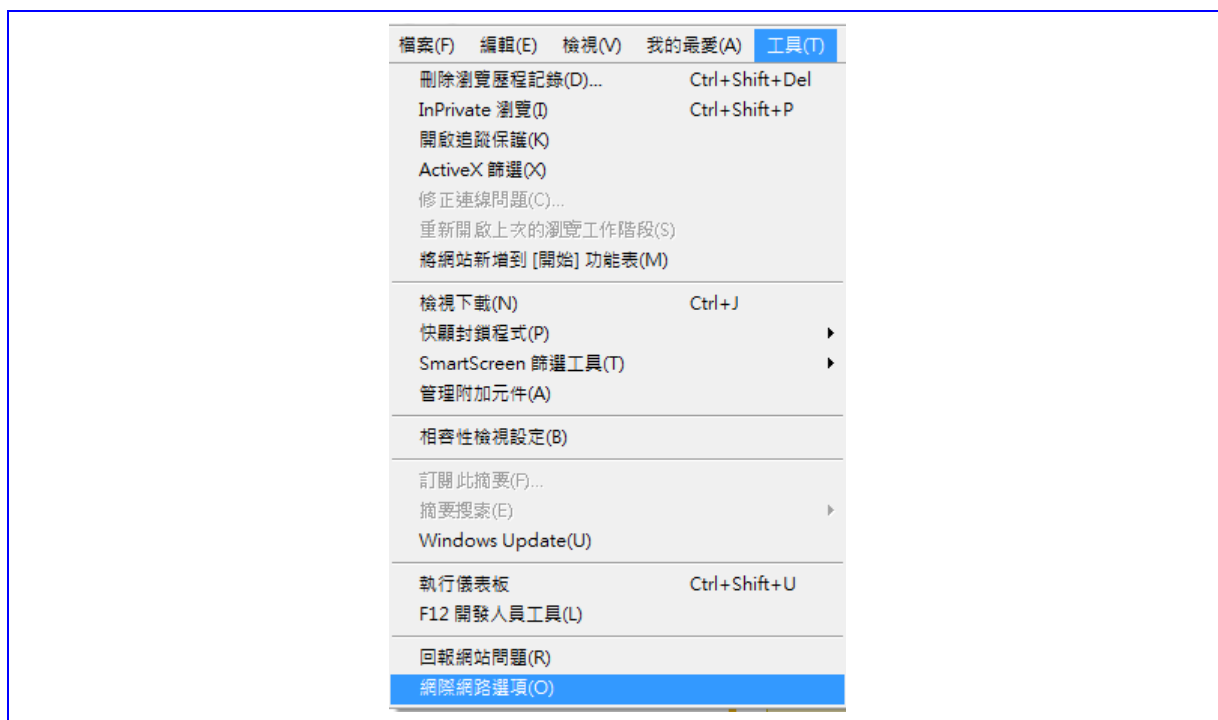 檔案(F) 編輯(E) 檢視(V) 我的最愛(A) 工具(T)
刪除瀏覽歷程記錄(D)... Ctrl+Shift+Del
InPrivate 瀏覽(I) Ctrl+Shift+P
開啟追蹤保護(K)
ActiveX 篩選(X)
修正連線問題(C)...
重新開啟上次的瀏覽工作階段(S)
將網站新增到 [開始] 功能表(M)
檢視下載(N) Ctrl+J
快顯封鎖程式(P)
SmartScreen 篩選工具(T)
管理附加元件(A)
相容性檢視設定(B)
訂閱此摘要(F)...
摘要搜索(E)
Windows Update(U)
執行儀表板 Ctrl+Shift+U
F12 開發人員工具(L)
回報網站問題(R)
網際網路選項(O)